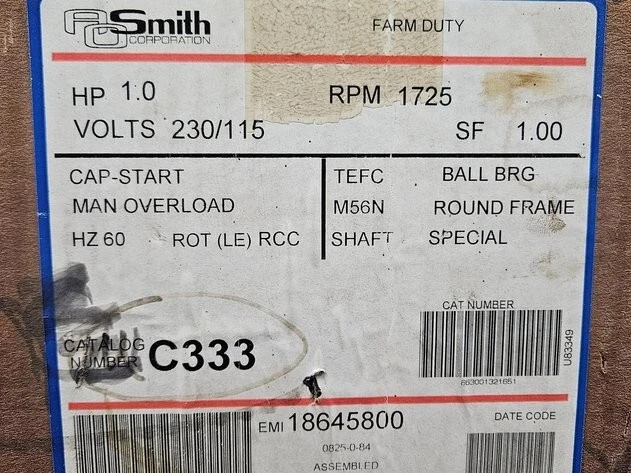 AO Smith
CORPORATION
FARM DUTY
HP 1.0 RPM 1725
VOLTS 230/115 SF 1.00
CAP-START TEFC BALL BRG
MAN OVERLOAD M56N ROUND FRAME
HZ 60 ROT (LE) RCC SHAFT SPECIAL
CAT NUMBER
663001321651
U83349
CATALOG
NUMBER C333
EMI 18645800 DATE CODE
0825-0-84
ASSEMBLED